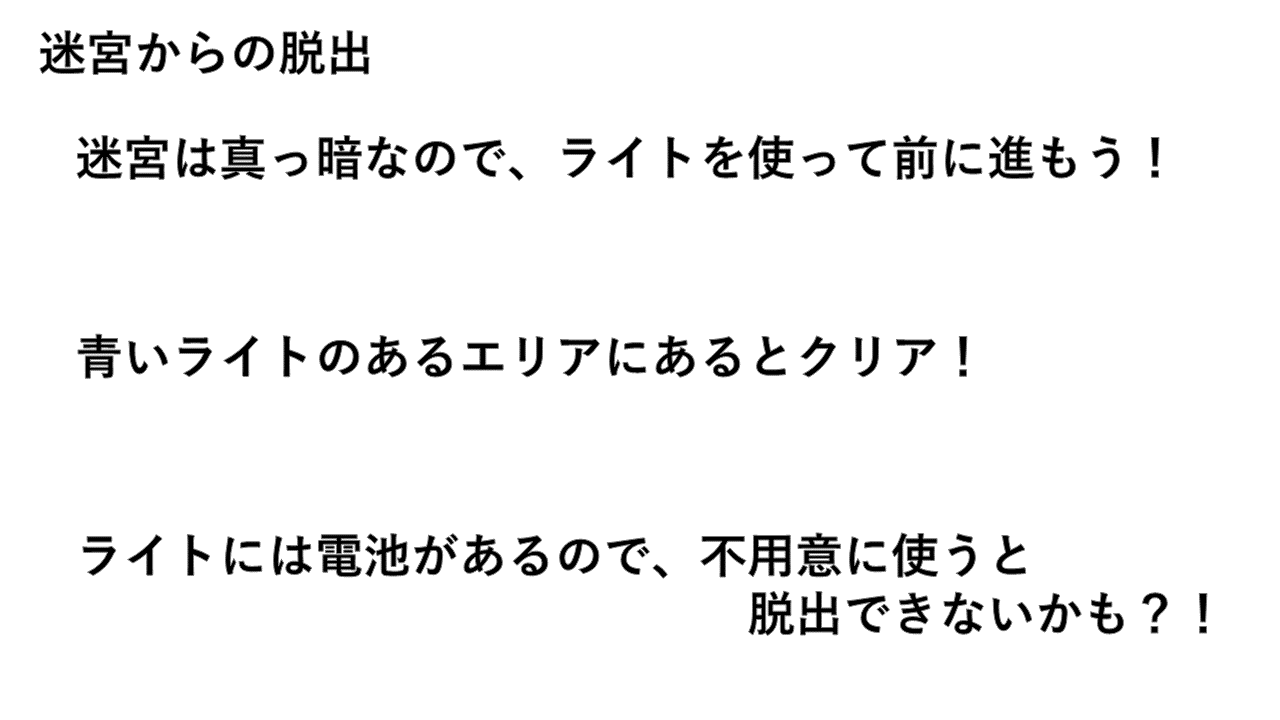 迷宮からの脱出
迷宮は真っ暗なので、ライトを使って前に進もう！
青いライトのあるエリアにあるとクリア！
ライトには電池があるので、不用意に使うと
脱出できないかも？！